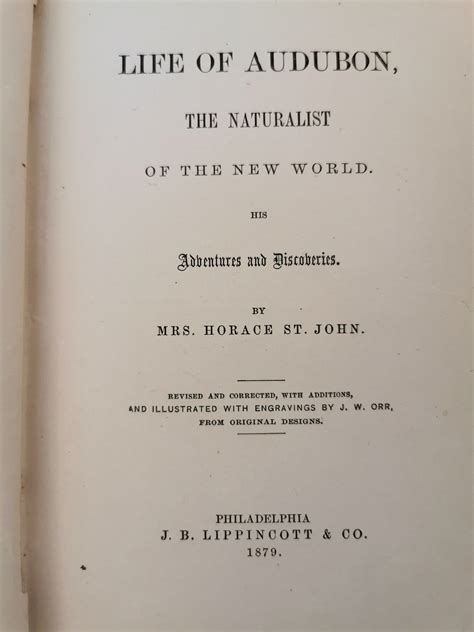 LIFE OF AUDUBON,
THE NATURALIST
OF THE NEW WORLD.
HIS
Adventures and Discoveries.
BY
MRS. HORACE ST. JOHN.
REVISED AND CORRECTED, WITH ADDITIONS,
AND ILLUSTRATED WITH ENGRAVINGS BY J. W. ORR,
FROM ORIGINAL DESIGNS.
PHILADELPHIA
J. B. LIPPINCOTT & CO.
1879.